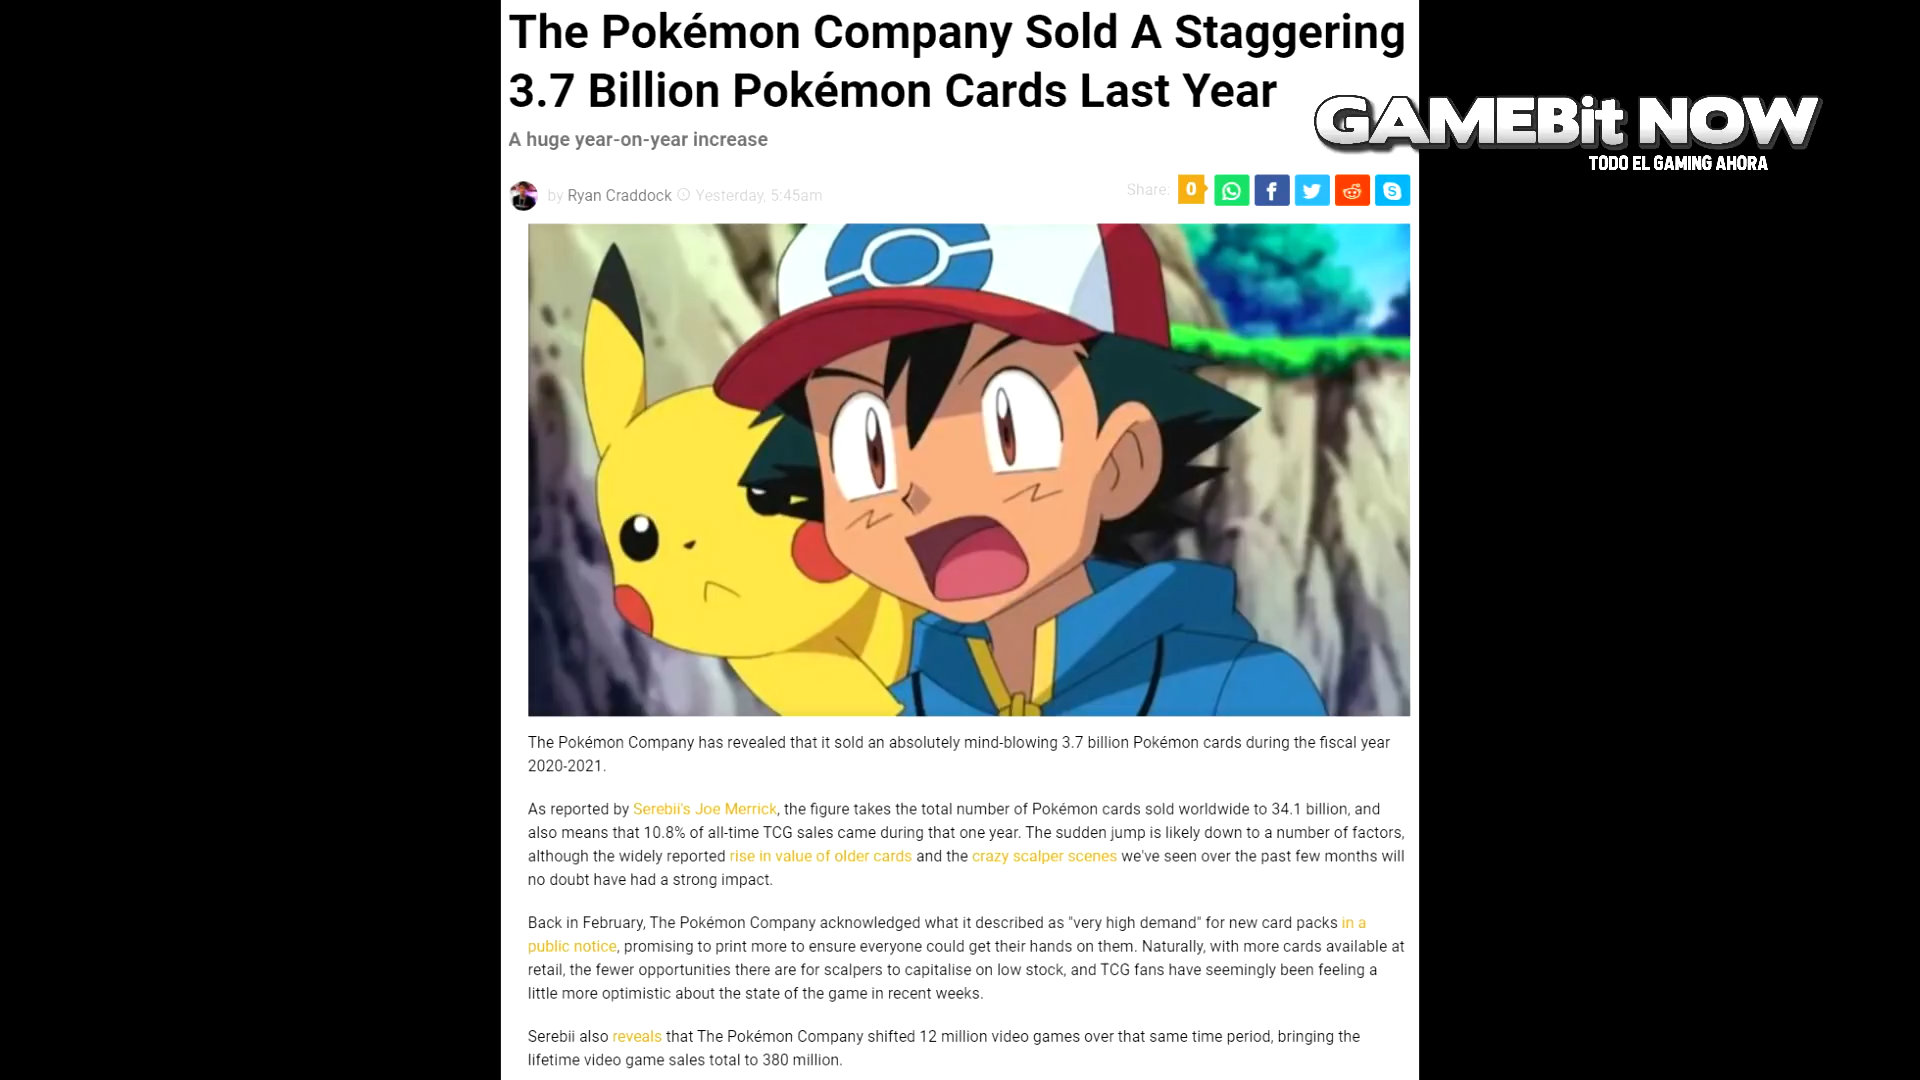 The Pokémon Company Sold A Staggering
3.7 Billion Pokémon Cards Last Year
GAMEBit NOW
TODO EL GAMING AHORA
A huge year-on-year increase
by Ryan Craddock Yesterday, 5:45am
Share: 0
The Pokémon Company has revealed that it sold an absolutely mind-blowing 3.7 billion Pokémon cards during the fiscal year
2020-2021.
As reported by Serebii's Joe Merrick, the figure takes the total number of Pokémon cards sold worldwide to 34.1 billion, and
also means that 10.8% of all-time TCG sales came during that one year. The sudden jump is likely down to a number of factors,
although the widely reported rise in value of older cards and the crazy scalper scenes we've seen over the past few months will
no doubt have had a strong impact.
Back in February, The Pokémon Company acknowledged what it described as "very high demand" for new card packs in a
public notice, promising to print more to ensure everyone could get their hands on them. Naturally, with more cards available at
retail, the fewer opportunities there are for scalpers to capitalise on low stock, and TCG fans have seemingly been feeling a
little more optimistic about the state of the game in recent weeks.
Serebii also reveals that The Pokémon Company shifted 12 million video games over that same time period, bringing the
lifetime video game sales total to 380 million.